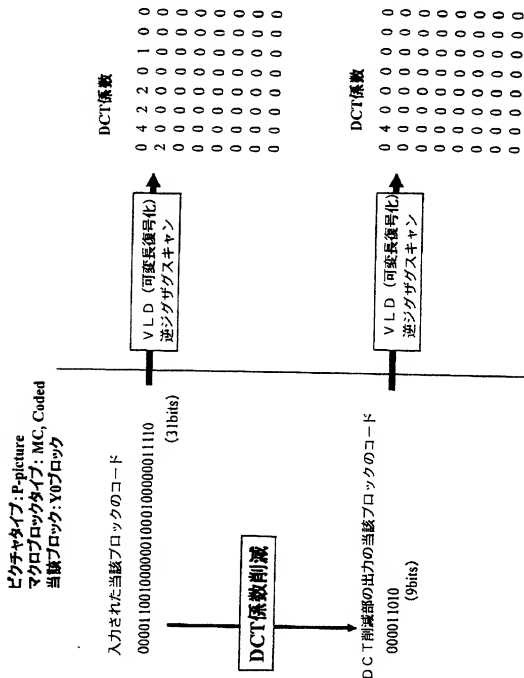 ピクチャタイプ:P-picture
マクロブロックタイプ: MC, Coded
当該ブロック: Y0ブロック
入力された当該ブロックのコード
0000110010000001000100000011110
(31bits)
VLD (可変長復号化)
逆ジグザグスキャン
DCT係数
0 4 2 2 0 1 0 0
2 0 0 0 0 0 0 0
0 0 0 0 0 0 0 0
0 0 0 0 0 0 0 0
0 0 0 0 0 0 0 0
0 0 0 0 0 0 0 0
0 0 0 0 0 0 0 0
0 0 0 0 0 0 0 0
DCT係数削減
DCT削減部の出力の当該ブロックのコード
000011010
(9bits)
VLD (可変長復号化)
逆ジグザグスキャン
DCT係数
0 4 0 0 0 0 0 0
0 0 0 0 0 0 0 0
0 0 0 0 0 0 0 0
0 0 0 0 0 0 0 0
0 0 0 0 0 0 0 0
0 0 0 0 0 0 0 0
0 0 0 0 0 0 0 0
0 0 0 0 0 0 0 0